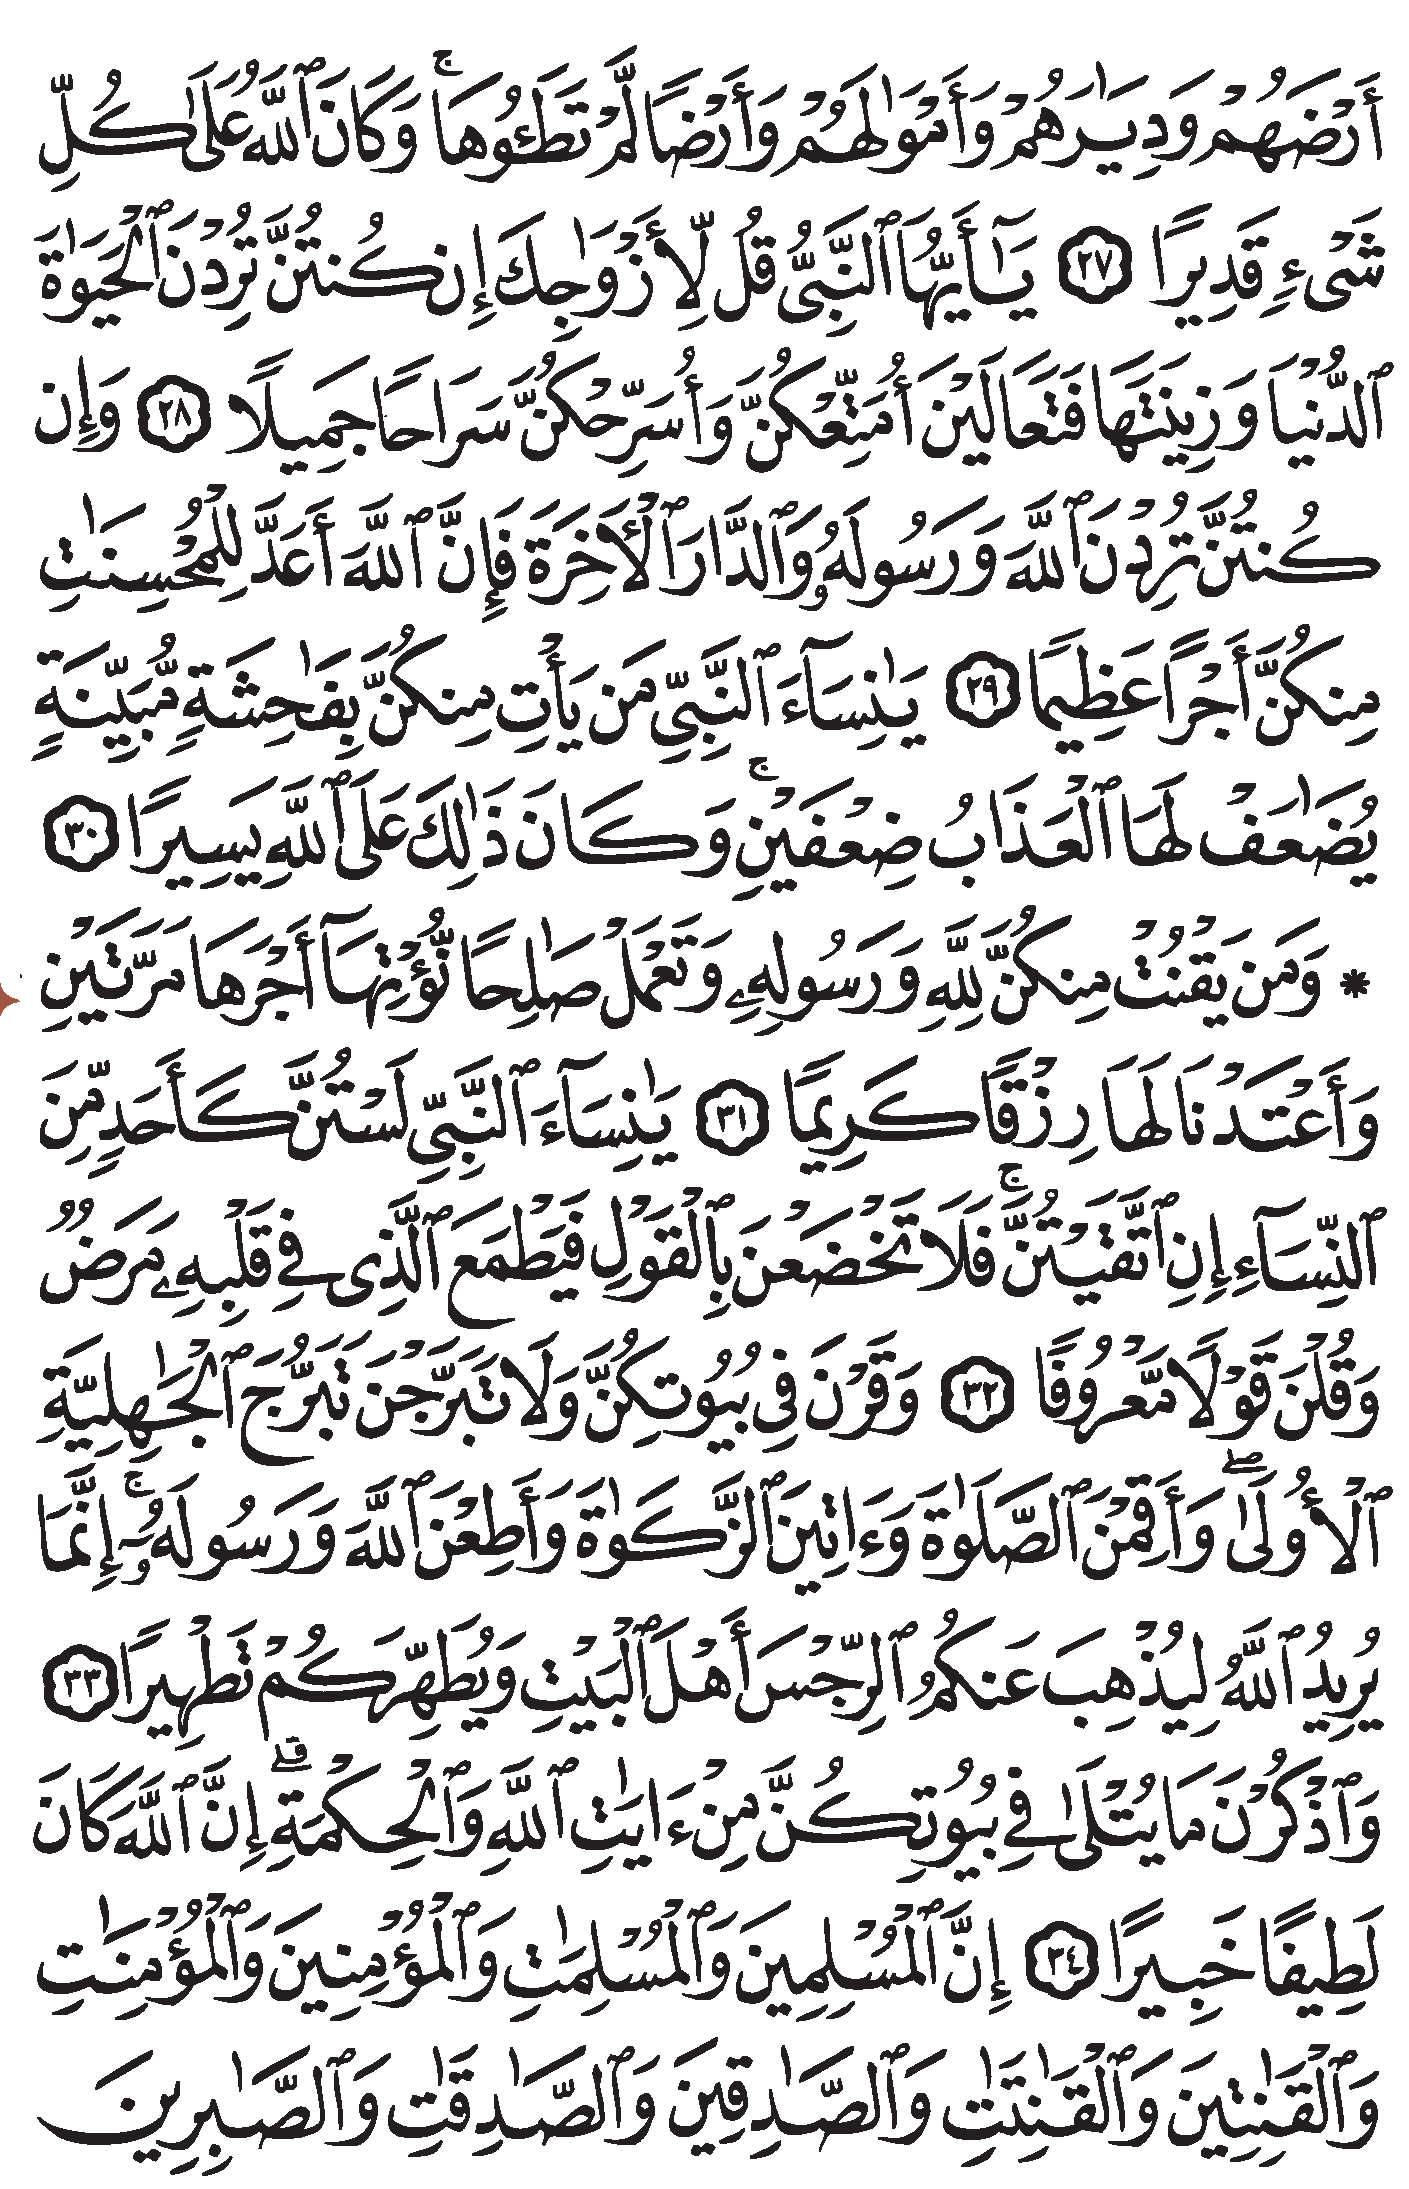 أَرْضَهُمْ وَدِيَـٰرَهُمْ وَأَمْوَٰلَهُمْ وَأَرْضًا لَّمْ تَطَـُٔوهَا ۚ وَكَانَ ٱللَّهُ عَلَىٰ كُلِّ
شَىْءٍ قَدِيرًا ٢٧ يَـٰٓأَيُّهَا ٱلنَّبِىُّ قُل لِّأَزْوَٰجِكَ إِن كُنتُنَّ تُرِدْنَ ٱلْحَيَوٰةَ
ٱلدُّنْيَا وَزِينَتَهَا فَتَعَالَيْنَ أُمَتِّعْكُنَّ وَأُسَرِّحْكُنَّ سَرَاحًا جَمِيلًا ٢٨ وَإِن
كُنتُنَّ تُرِدْنَ ٱللَّهَ وَرَسُولَهُۥ وَٱلدَّارَ ٱلْـَٔاخِرَةَ فَإِنَّ ٱللَّهَ أَعَدَّ لِلْمُحْسِنَـٰتِ
مِنكُنَّ أَجْرًا عَظِيمًا ٢٩ يَـٰنِسَآءَ ٱلنَّبِىِّ مَن يَأْتِ مِنكُنَّ بِفَـٰحِشَةٍ مُّبَيِّنَةٍ
يُضَـٰعَفْ لَهَا ٱلْعَذَابُ ضِعْفَيْنِ ۚ وَكَانَ ذَٰلِكَ عَلَى ٱللَّهِ يَسِيرًا ٣٠
* وَمَن يَقْنُتْ مِنكُنَّ لِلَّهِ وَرَسُولِهِۦ وَتَعْمَلْ صَـٰلِحًا نُّؤْتِهَآ أَجْرَهَا مَرَّتَيْنِ
وَأَعْتَدْنَا لَهَا رِزْقًا كَرِيمًا ٣١ يَـٰنِسَآءَ ٱلنَّبِىِّ لَسْتُنَّ كَأَحَدٍ مِّنَ
ٱلنِّسَآءِ إِنِ ٱتَّقَيْتُنَّ ۚ فَلَا تَخْضَعْنَ بِٱلْقَوْلِ فَيَطْمَعَ ٱلَّذِى فِى قَلْبِهِۦ مَرَضٌ
وَقُلْنَ قَوْلًا مَّعْرُوفًا ٣٢ وَقَرْنَ فِى بُيُوتِكُنَّ وَلَا تَبَرَّجْنَ تَبَرُّجَ ٱلْجَـٰهِلِيَّةِ
ٱلْأُولَىٰ ۖ وَأَقِمْنَ ٱلصَّلَوٰةَ وَءَاتِينَ ٱلزَّكَوٰةَ وَأَطِعْنَ ٱللَّهَ وَرَسُولَهُۥٓ ۚ إِنَّمَا
يُرِيدُ ٱللَّهُ لِيُذْهِبَ عَنكُمُ ٱلرِّجْسَ أَهْلَ ٱلْبَيْتِ وَيُطَهِّرَكُمْ تَطْهِيرًا ٣٣
وَٱذْكُرْنَ مَا يُتْلَىٰ فِى بُيُوتِكُنَّ مِنْ ءَايَـٰتِ ٱللَّهِ وَٱلْحِكْمَةِ ۗ إِنَّ ٱللَّهَ كَانَ
لَطِيفًا خَبِيرًا ٣٤ إِنَّ ٱلْمُسْلِمِينَ وَٱلْمُسْلِمَـٰتِ وَٱلْمُؤْمِنِينَ وَٱلْمُؤْمِنَـٰتِ
وَٱلْقَـٰنِتِينَ وَٱلْقَـٰنِتَـٰتِ وَٱلصَّـٰدِقِينَ وَٱلصَّـٰدِقَـٰتِ وَٱلصَّـٰبِرِينَ